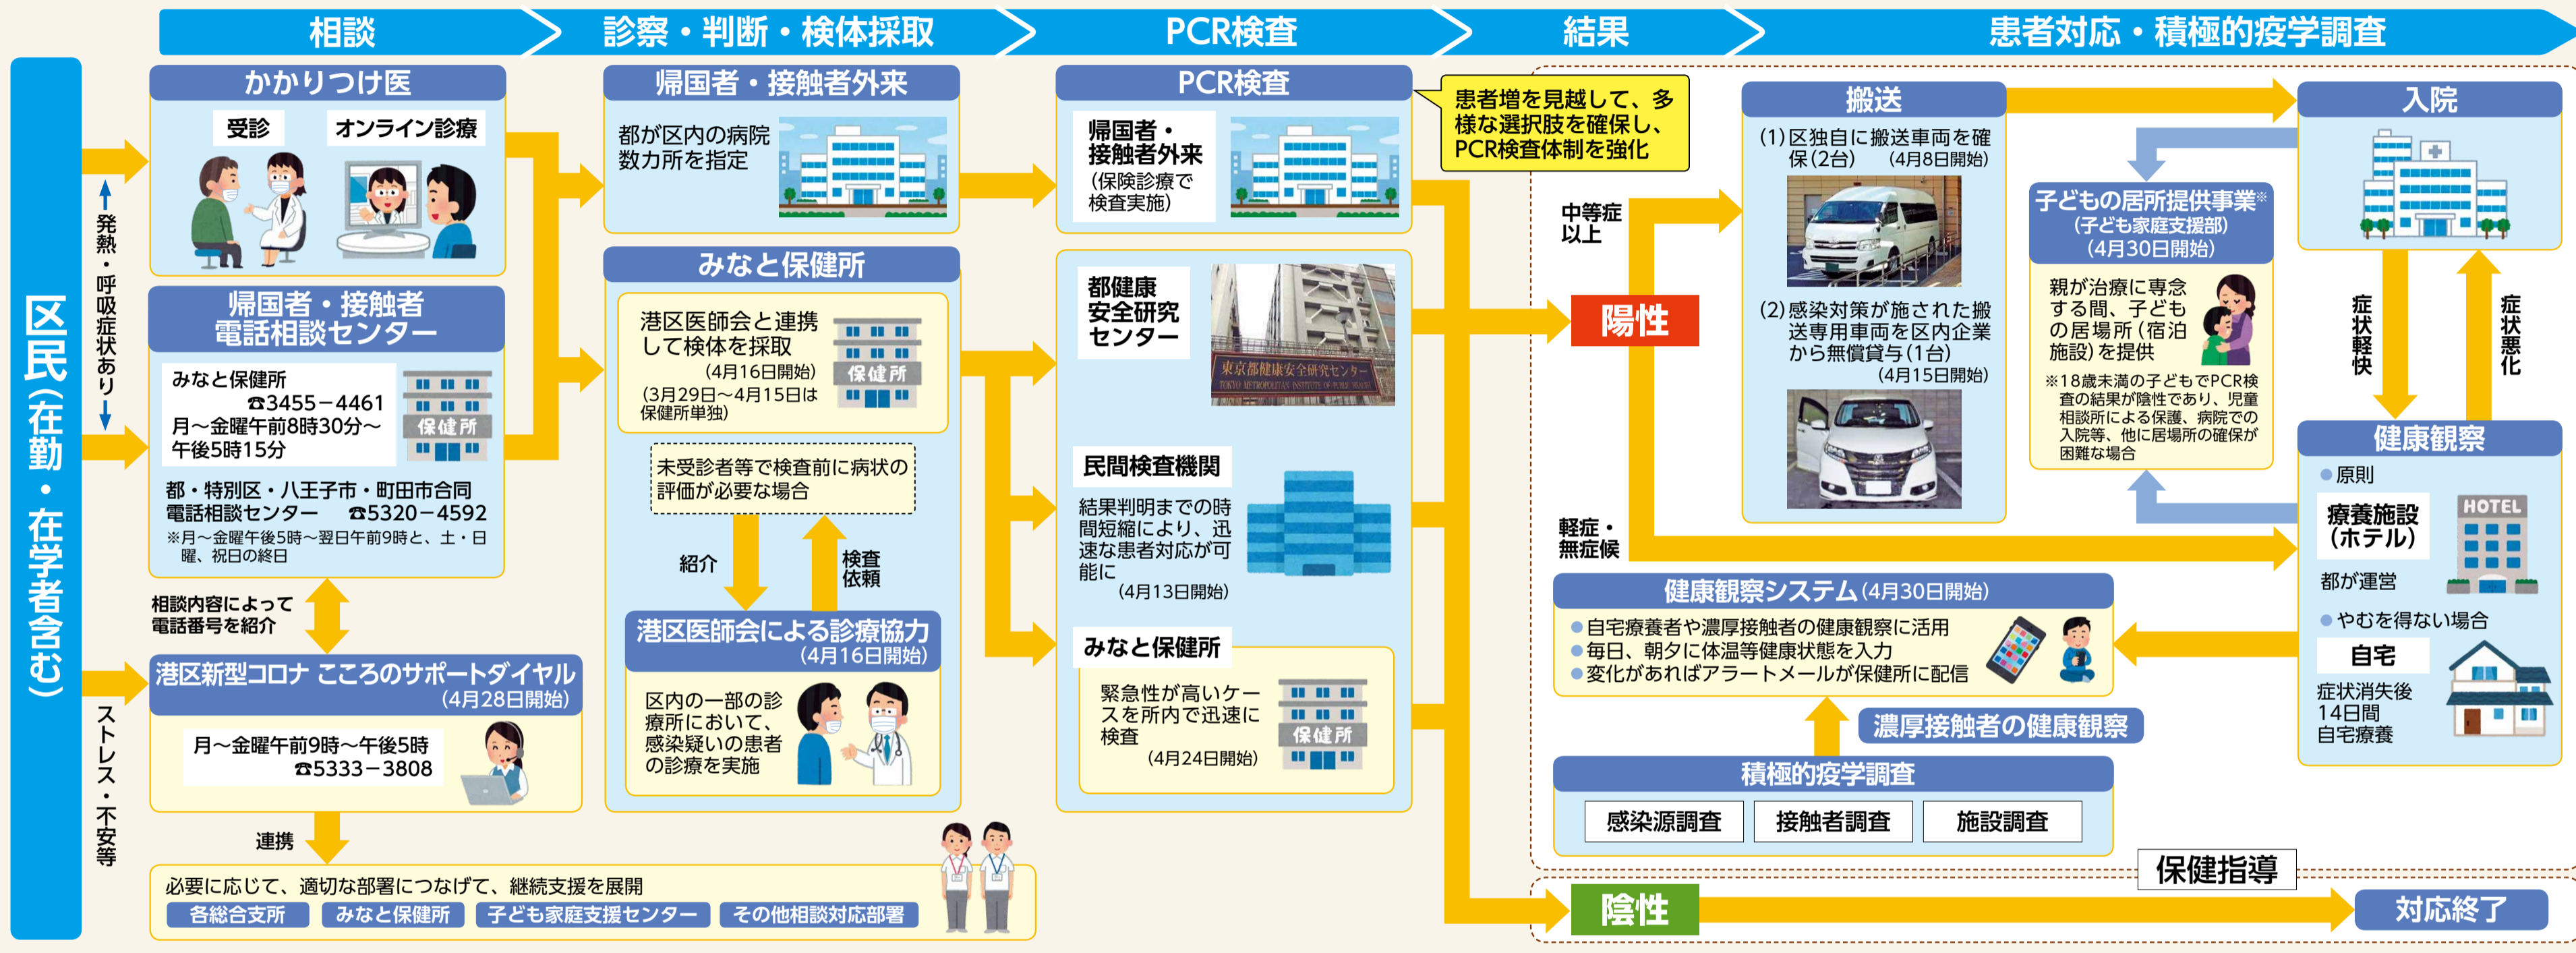 相談
診察・判断・検体採取
PCR検査
結果
患者対応・積極的疫学調査
区民(在勤・在学者含む)
発熱・呼吸症状あり
ストレス・不安等
かかりつけ医
受診
オンライン診療
帰国者・接触者
電話相談センター
みなと保健所
☎3455−4461
月〜金曜午前8時30分〜
午後5時15分
保健所
都・特別区・八王子市・町田市合同
電話相談センター ☎5320−4592
※月〜金曜午後5時〜翌日午前9時と、土・日
曜、祝日の終日
相談内容によって
電話番号を紹介
港区新型コロナ こころのサポートダイヤル
(4月28日開始)
月〜金曜午前9時〜午後5時
☎5333−3808
連携
必要に応じて、適切な部署につなげて、継続支援を展開
各総合支所
みなと保健所
子ども家庭支援センター
その他相談対応部署
帰国者・接触者外来
都が区内の病院
数カ所を指定
みなと保健所
港区医師会と連携
して検体を採取
(4月16日開始)
(3月29日〜4月15日は
保健所単独)
保健所
未受診者等で検査前に病状の
評価が必要な場合
紹介
検査
依頼
港区医師会による診療協力
(4月16日開始)
区内の一部の診
療所において、
感染疑いの患者
の診療を実施
PCR検査
帰国者・
接触者外来
(保険診療で
検査実施)
都健康
安全研究
センター
東京都健康安全研究センター
TOKYO METROPOLITAN INSTITUTE OF PUBLIC HEALTH
民間検査機関
結果判明までの時
間短縮により、迅
速な患者対応が可
能に
(4月13日開始)
みなと保健所
緊急性が高いケー
スを所内で迅速に
検査
(4月24日開始)
保健所
患者増を見越して、多
様な選択肢を確保し、
PCR検査体制を強化
陽性
中等症
以上
軽症・
無症候
搬送
(1)区独自に搬送車両を確
保(2台) (4月8日開始)
(2)感染対策が施された搬
送専用車両を区内企業
から無償貸与(1台)
(4月15日開始)
入院
子どもの居所提供事業※
(子ども家庭支援部)
(4月30日開始)
親が治療に専念
する間、子ども
の居場所(宿泊
施設)を提供
※18歳未満の子どもでPCR検
査の結果が陰性であり、児童
相談所による保護、病院での
入院等、他に居場所の確保が
困難な場合
症状軽快
症状悪化
健康観察
●原則
療養施設
(ホテル)
HOTEL
都が運営
●やむを得ない場合
自宅
症状消失後
14日間
自宅療養
健康観察システム(4月30日開始)
●自宅療養者や濃厚接触者の健康観察に活用
●毎日、朝夕に体温等健康状態を入力
●変化があればアラートメールが保健所に配信
濃厚接触者の健康観察
積極的疫学調査
感染源調査
接触者調査
施設調査
陰性
保健指導
対応終了